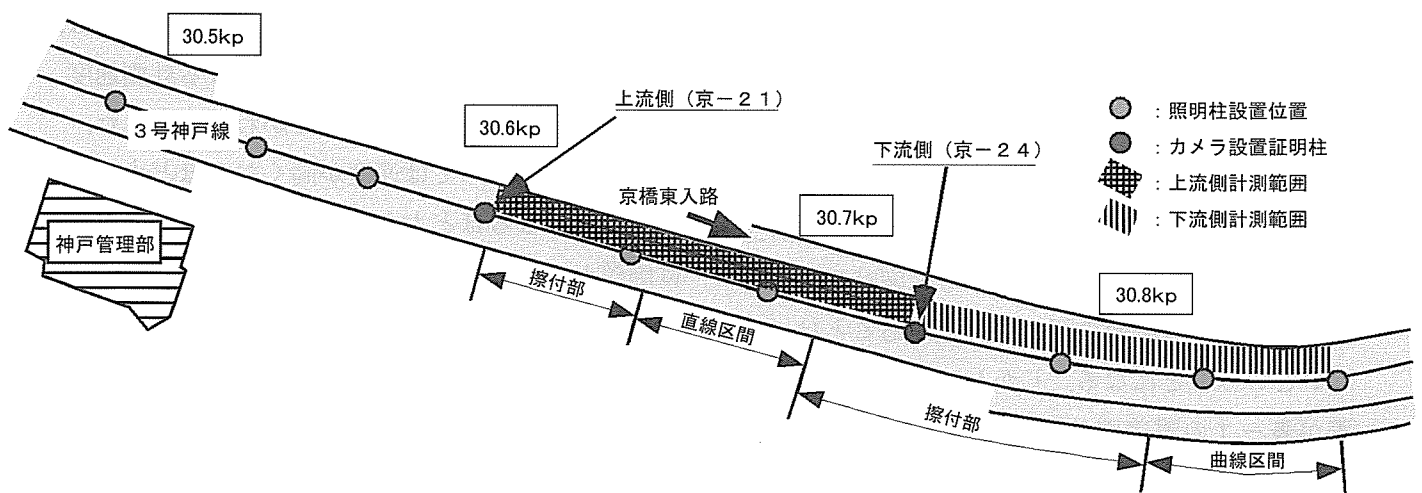 30.5kp
上流側（京－２１）
30.6kp
３号神戸線
：照明柱設置位置
：カメラ設置証明柱
：上流側計測範囲
：下流側計測範囲
下流側（京－２４）
京橋東入路
30.7kp
神戸管理部
30.8kp
擦付部
直線区間
擦付部
曲線区間